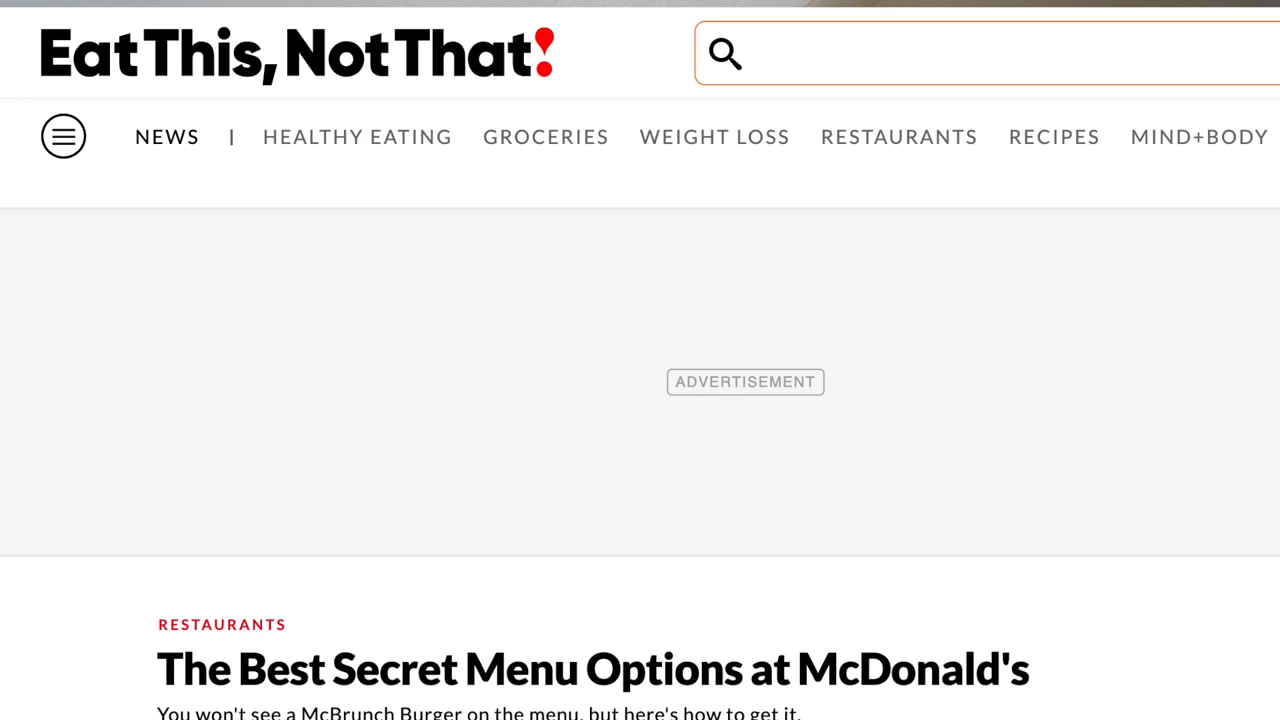 Eat This, Not That!
NEWS | HEALTHY EATING GROCERIES WEIGHT LOSS RESTAURANTS RECIPES MIND+BODY
ADVERTISEMENT
RESTAURANTS
The Best Secret Menu Options at McDonald's
You won't see a McBrunch Burger on the menu, but here's how to get it.